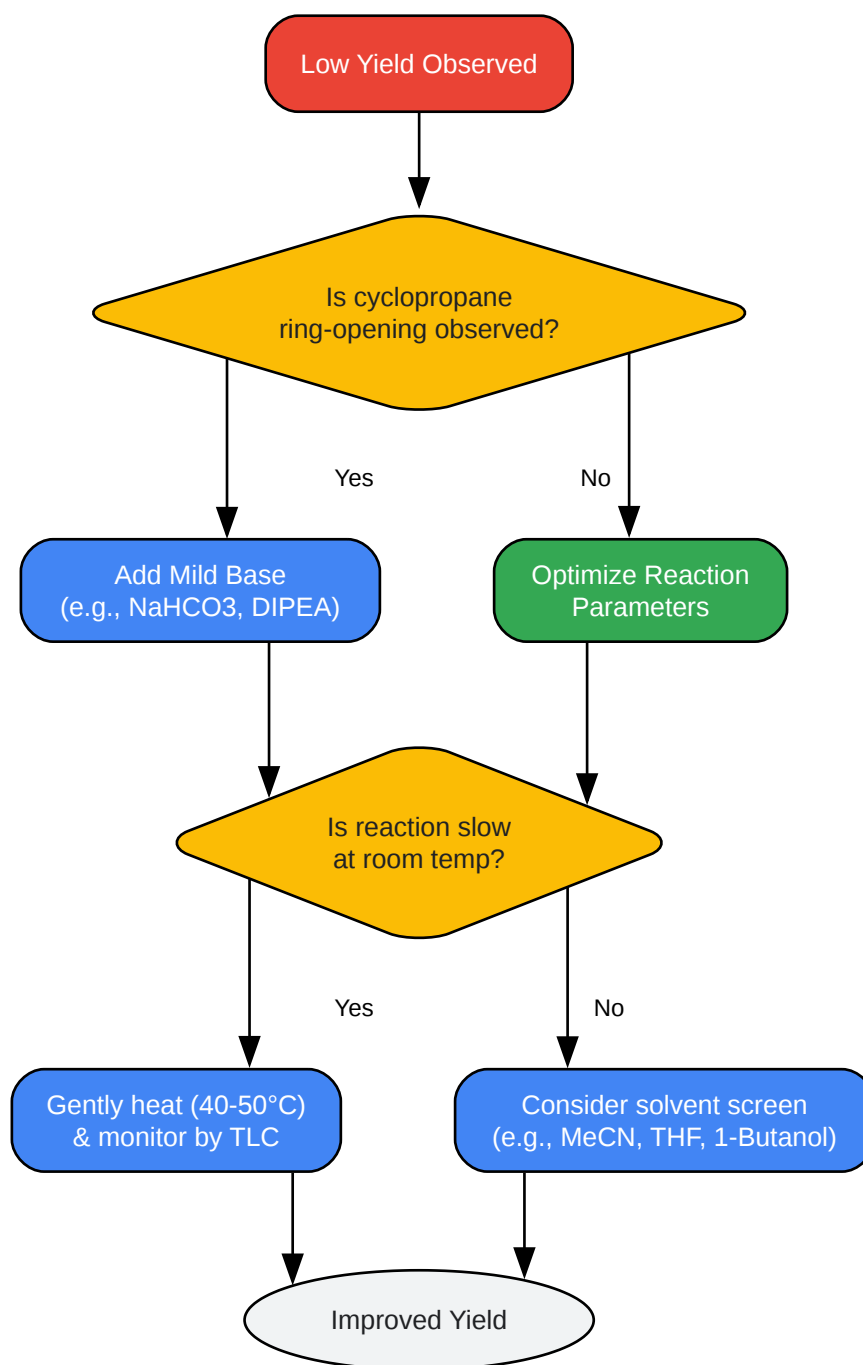 Low Yield Observed
Is cyclopropane
ring-opening observed?
Yes
No
Add Mild Base
(e.g., NaHCO3, DIPEA)
Optimize Reaction
Parameters
Is reaction slow
at room temp?
Yes
No
Gently heat (40-50°C)
& monitor by TLC
Consider solvent screen
(e.g., MeCN, THF, 1-Butanol)
Improved Yield